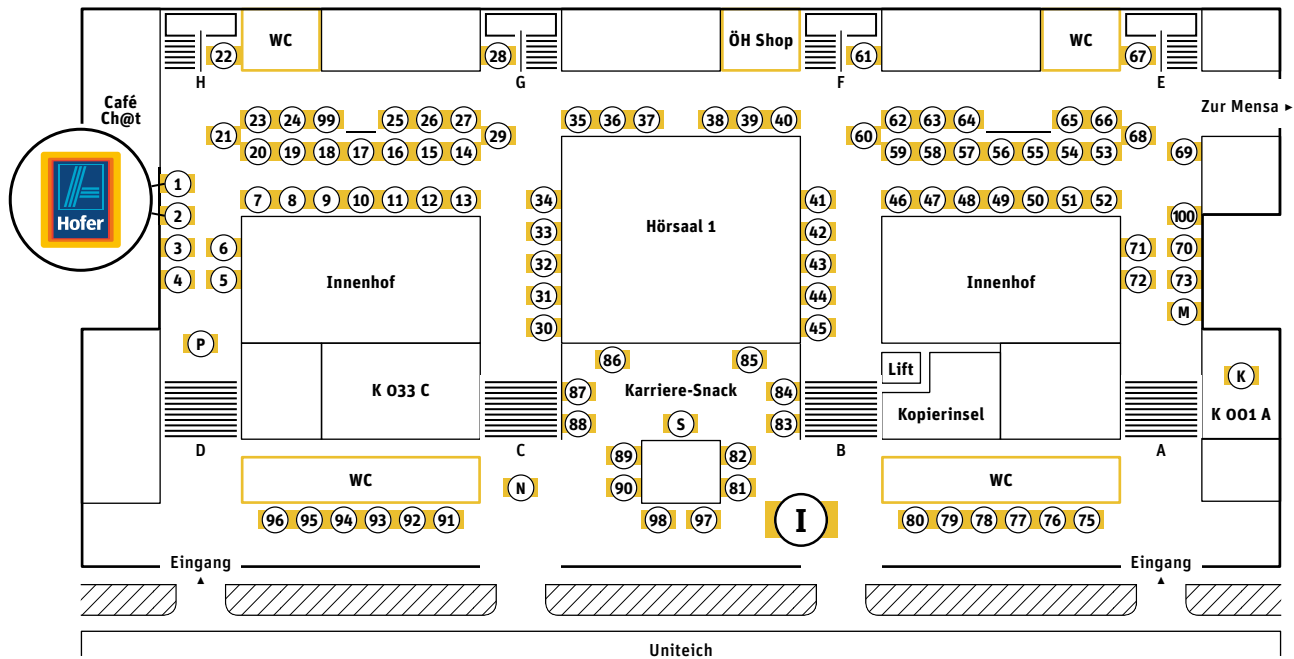 WC
ÖH Shop
WC
22
28
61
67
H
G
F
E
Café
Ch@t
Zur Mensa ►
23 24 99 25 26 27
35 36 37 38 39 40
62 63 64 65 66
21
29
60
68
20 19 18 17 16 15 14
59 58 57 56 55 54 53
69
1
2
3
4
Hofer
7 8 9 10 11 12 13
34
33
32
31
30
Hörsaal 1
41
42
43
44
45
46 47 48 49 50 51 52
100
70
73
M
6
5
Innenhof
Innenhof
71
72
P
86
85
Lift
K 033 C
87
88
Karriere-Snack
84
83
S
Kopierinsel
K
K 001 A
D
C
B
A
89
90
82
81
WC
N
WC
96 95 94 93 92 91
98 97
I
80 79 78 77 76 75
Eingang
▲
Eingang
▲
Uniteich